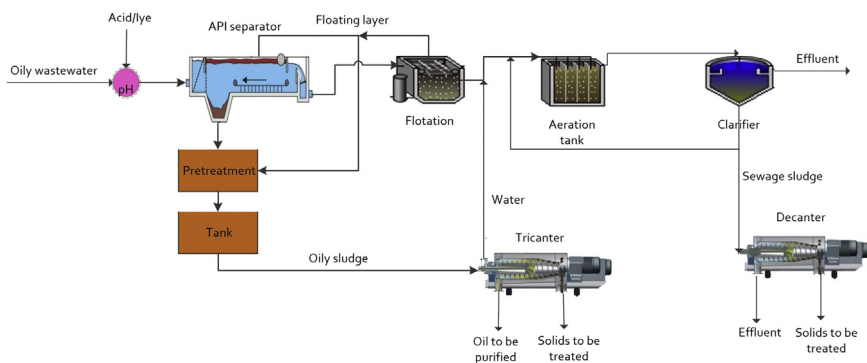 Acid/lye
API separator
Floating layer
Oily wastewater
pH
Flotation
Aeration
tank
Clarifier
Effluent
Pretreatment
Tank
Oily sludge
Water
Tricanter
Oil to be
purified
Solids to be
treated
Sewage sludge
Decanter
Effluent
Solids to be
treated